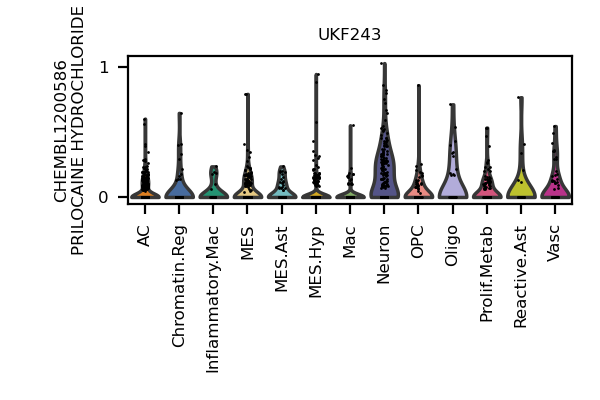 UKF243
CHEMBL1200586
PRILOCAINE HYDROCHLORIDE
1
0
AC
Chromatin.Reg
Inflammatory.Mac
MES
MES.Ast
MES.Hyp
Mac
Neuron
OPC
Oligo
Prolif.Metab
Reactive.Ast
Vasc